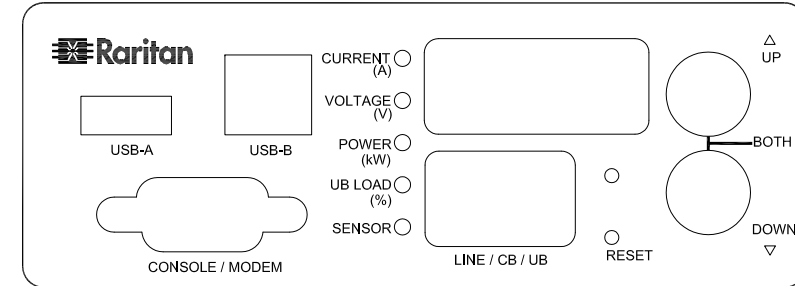 Raritan
USB-A
USB-B
CONSOLE / MODEM
CURRENT
(A)
VOLTAGE
(V)
POWER
(kW)
UB LOAD
(%)
SENSOR
LINE / CB / UB
RESET
UP
BOTH
DOWN